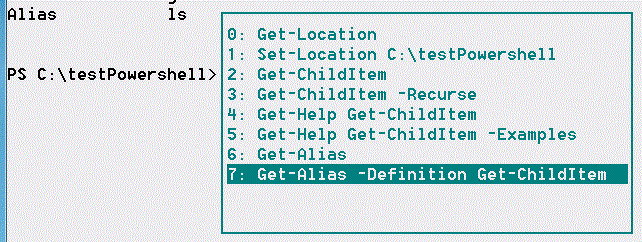 Alias ls
0: Get-Location
1: Set-Location C:\testPowershell
PS C:\testPowershell>
2: Get-ChildItem
3: Get-ChildItem -Recurse
4: Get-Help Get-ChildItem
5: Get-Help Get-ChildItem -Examples
6: Get-Alias
7: Get-Alias -Definition Get-ChildItem